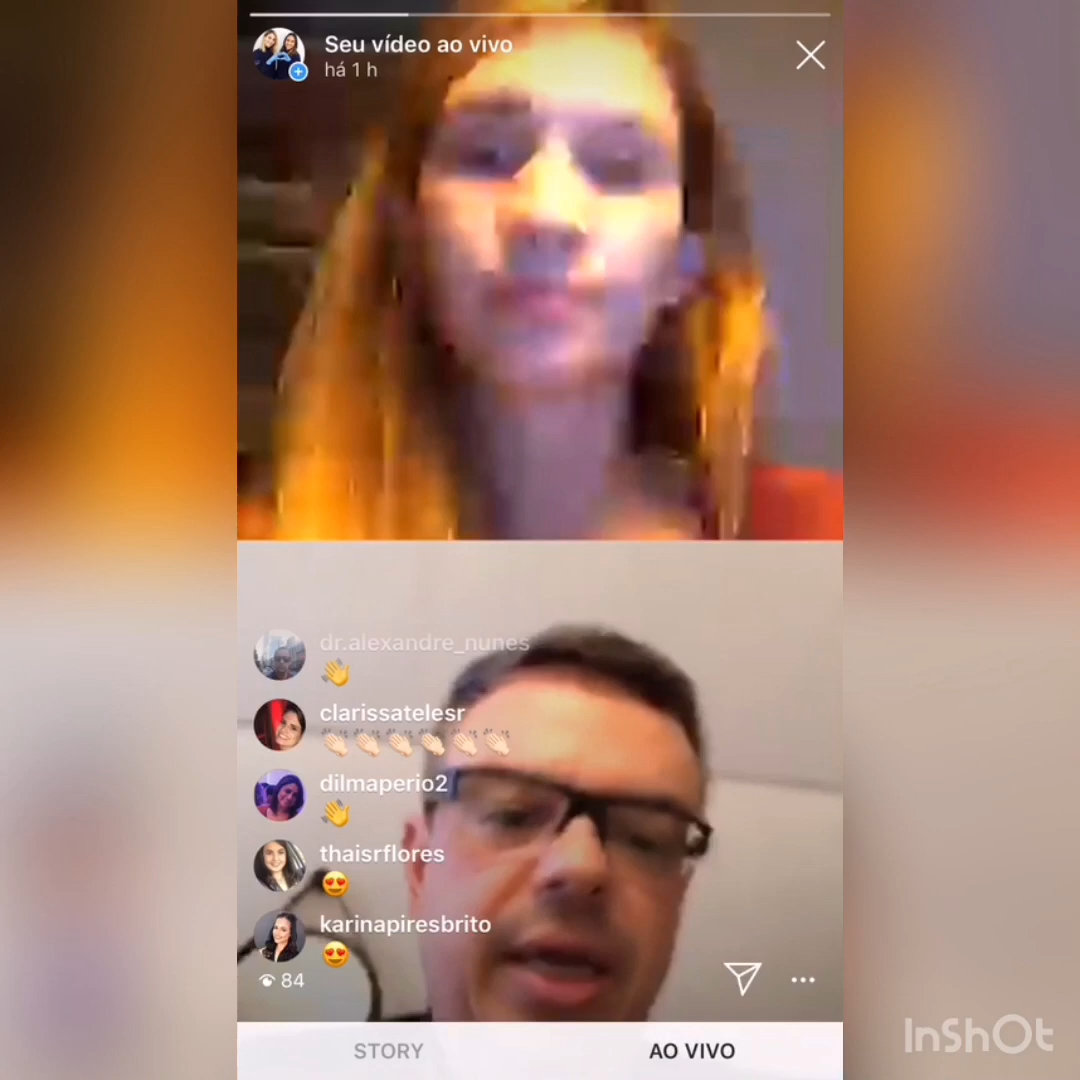 Seu vídeo ao vivo
há 1 h
dr.alexandre_nunes
👋
clarissatelesr
👏🏻👏🏻👏🏻👏🏻👏🏻👏🏻
dilmaperio2
👋
thaisrflores
😍
karinapiresbrito
😍
84
STORY AO VIVO
InShOt